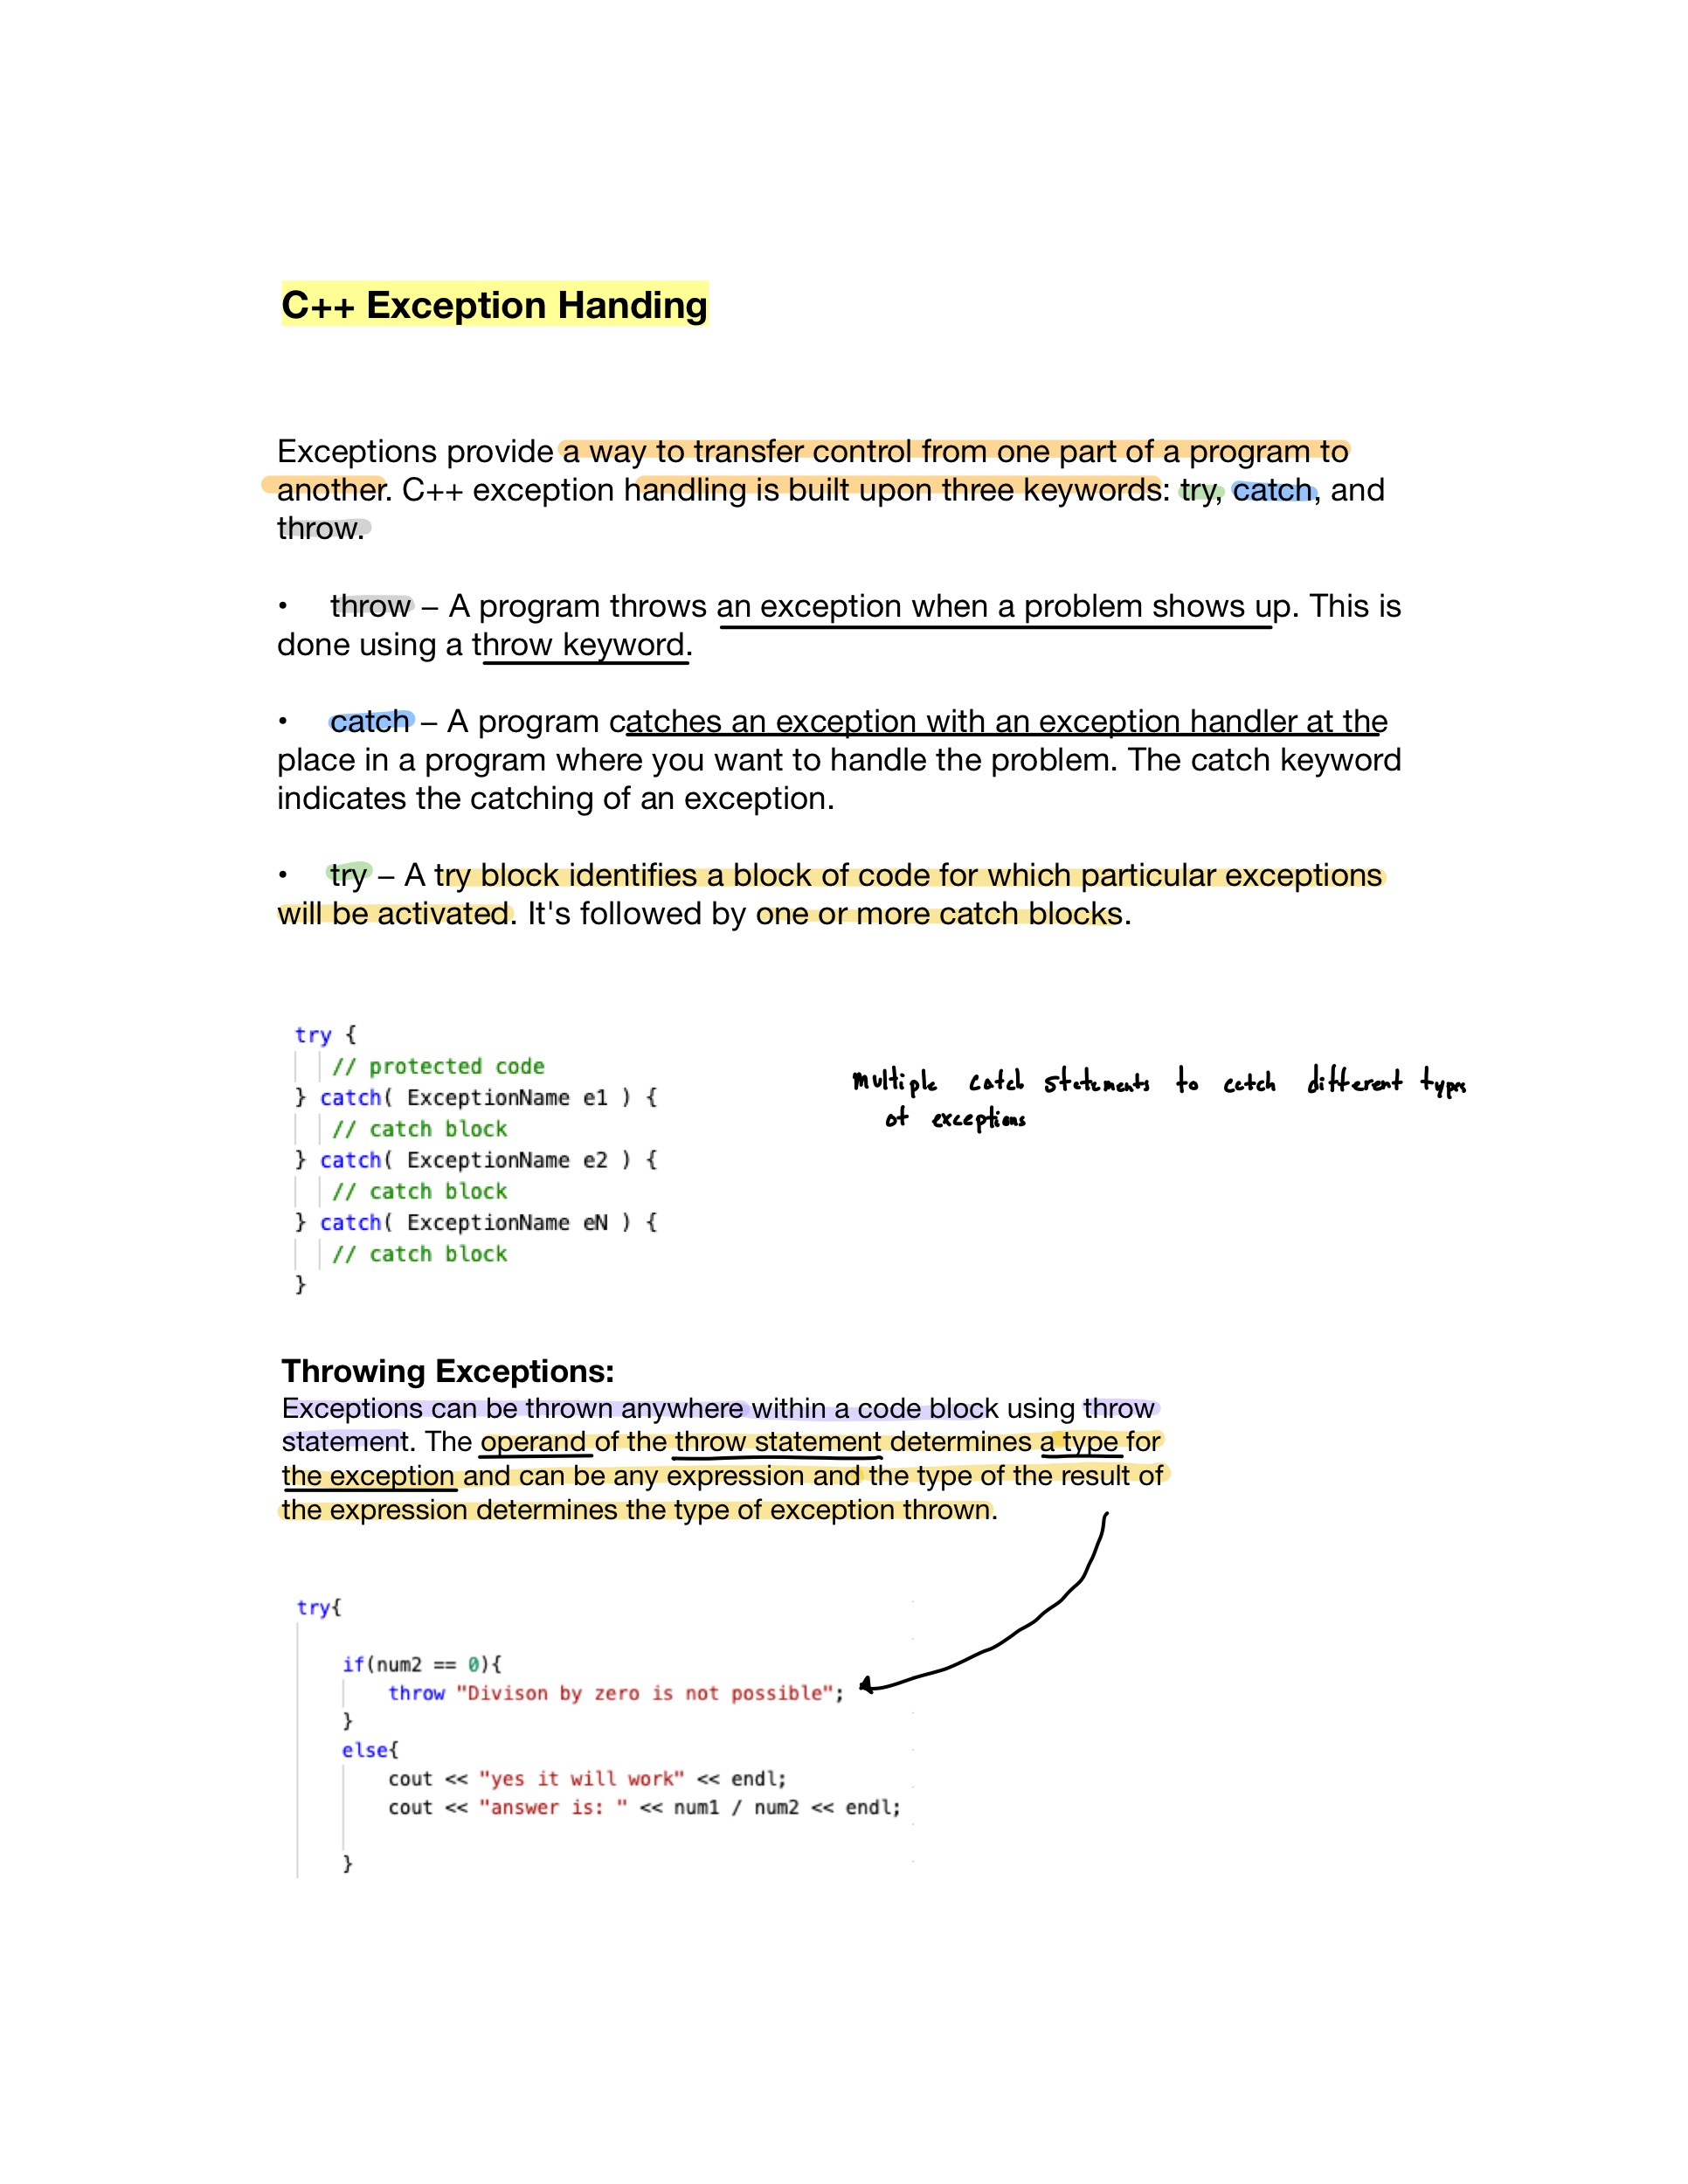 C++ Exception Handing
Exceptions provide a way to transfer control from one part of a program to
another. C++ exception handling is built upon three keywords: try, catch, and
throw.
• throw – A program throws an exception when a problem shows up. This is
done using a throw keyword.
• catch – A program catches an exception with an exception handler at the
place in a program where you want to handle the problem. The catch keyword
indicates the catching of an exception.
• try – A try block identifies a block of code for which particular exceptions
will be activated. It's followed by one or more catch blocks.
try {
// protected code
} catch( ExceptionName e1 ) {
// catch block
} catch( ExceptionName e2 ) {
// catch block
} catch( ExceptionName eN ) {
// catch block
}
multiple catch statements to catch different types
of exceptions
Throwing Exceptions:
Exceptions can be thrown anywhere within a code block using throw
statement. The operand of the throw statement determines a type for
the exception and can be any expression and the type of the result of
the expression determines the type of exception thrown.
try{
if(num2 == 0){
throw "Divison by zero is not possible";
}
else{
cout << "yes it will work" << endl;
cout << "answer is: " << num1 / num2 << endl;
}